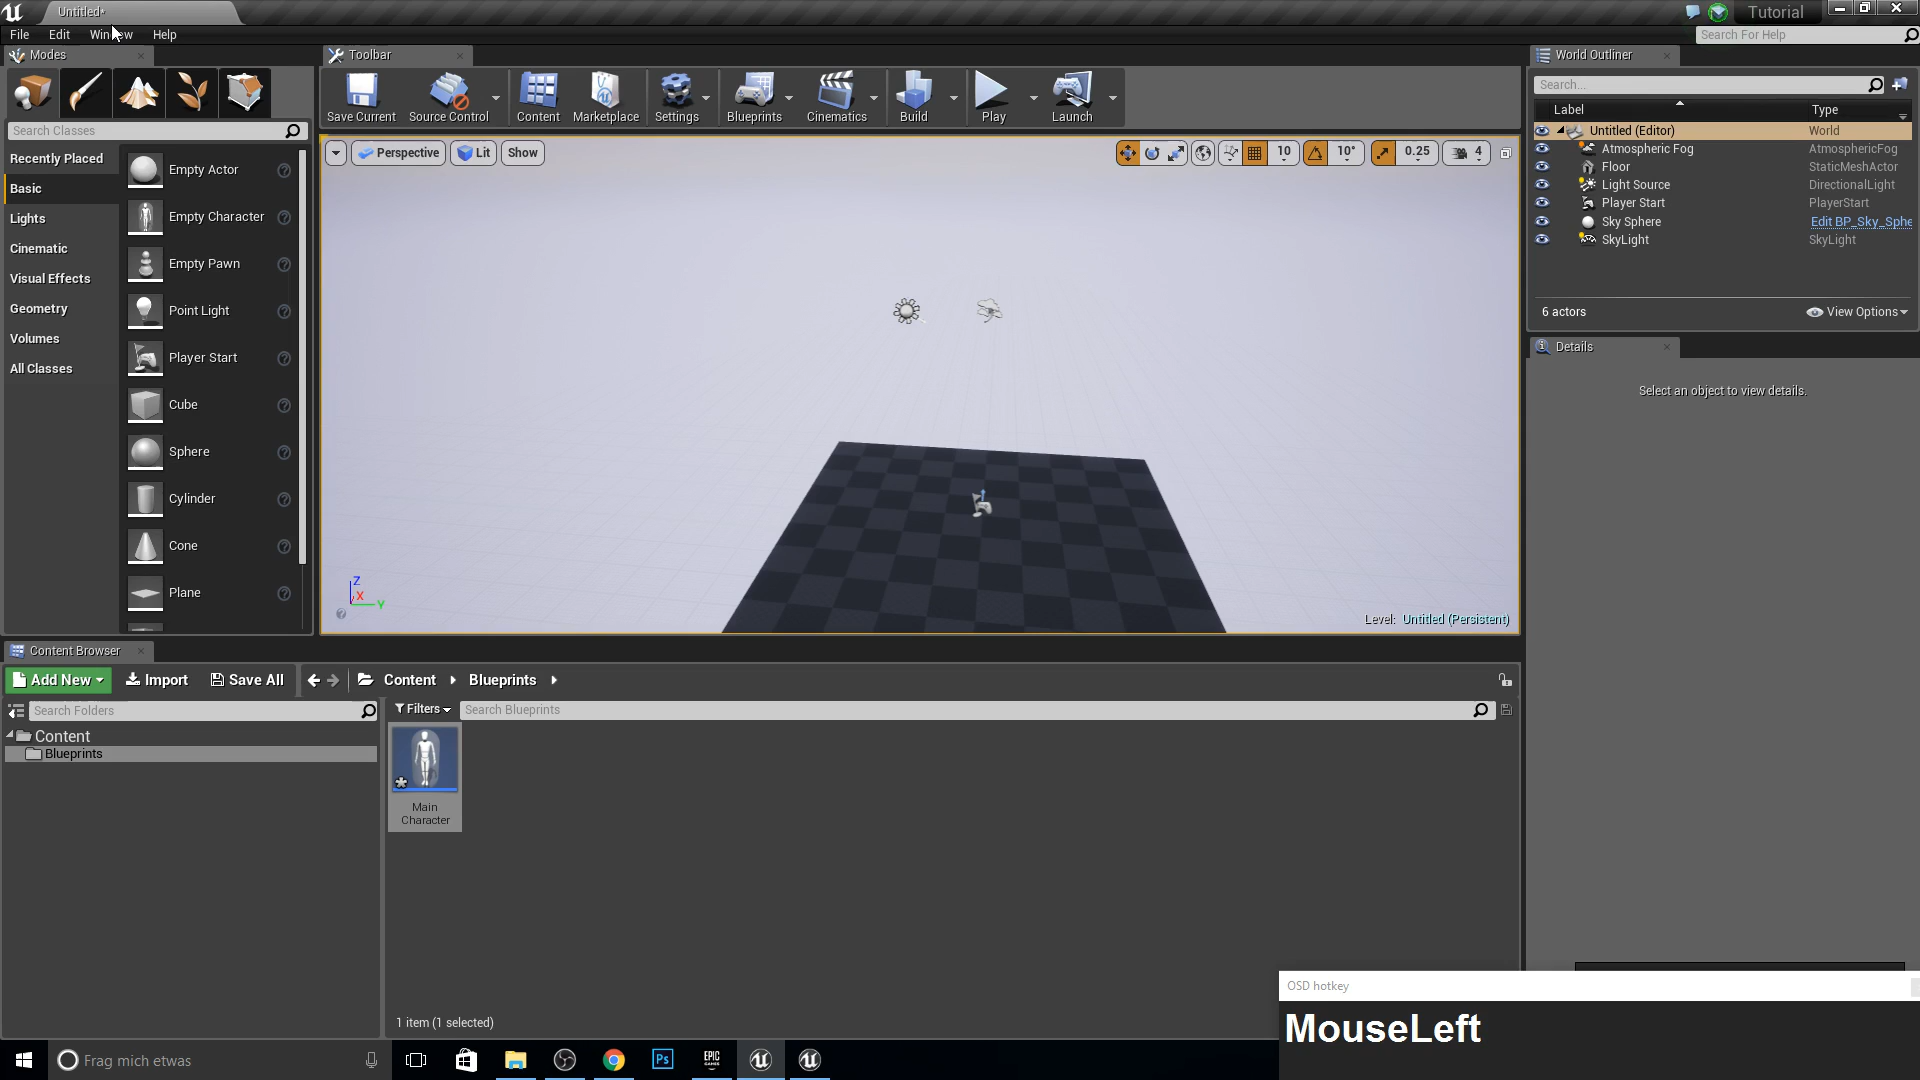 Untitled*
Tutorial
File Edit Window Help
Search For Help
Modes
Toolbar
World Outliner
Save Current
Source Control
Content
Marketplace
Settings
Blueprints
Cinematics
Build
Play
Launch
Search Classes
Recently Placed
Basic
Lights
Cinematic
Visual Effects
Geometry
Volumes
All Classes
Empty Actor
Empty Character
Empty Pawn
Point Light
Player Start
Cube
Sphere
Cylinder
Cone
Plane
Perspective
Lit
Show
10
10°
0.25
4
Z
X
Y
Level: Untitled (Persistent)
Search...
Label Type
Untitled (Editor) World
Atmospheric Fog AtmosphericFog
Floor StaticMeshActor
Light Source DirectionalLight
Player Start PlayerStart
Sky Sphere Edit BP_Sky_Sphe
SkyLight SkyLight
6 actors
View Options
Details
Select an object to view details.
Content Browser
Add New
Import
Save All
Content
Blueprints
Search Folders
Filters
Search Blueprints
Content
Blueprints
Main
Character
1 item (1 selected)
OSD hotkey
MouseLeft
Frag mich etwas
Ps
EPIC
GAMES